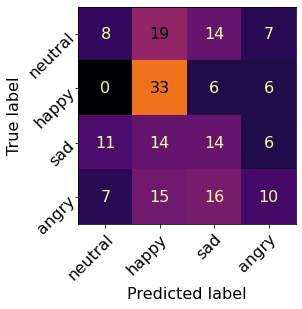 True label
neutral 8 19 14 7
happy 0 33 6 6
sad 11 14 14 6
angry 7 15 16 10
neutral happy sad angry
Predicted label